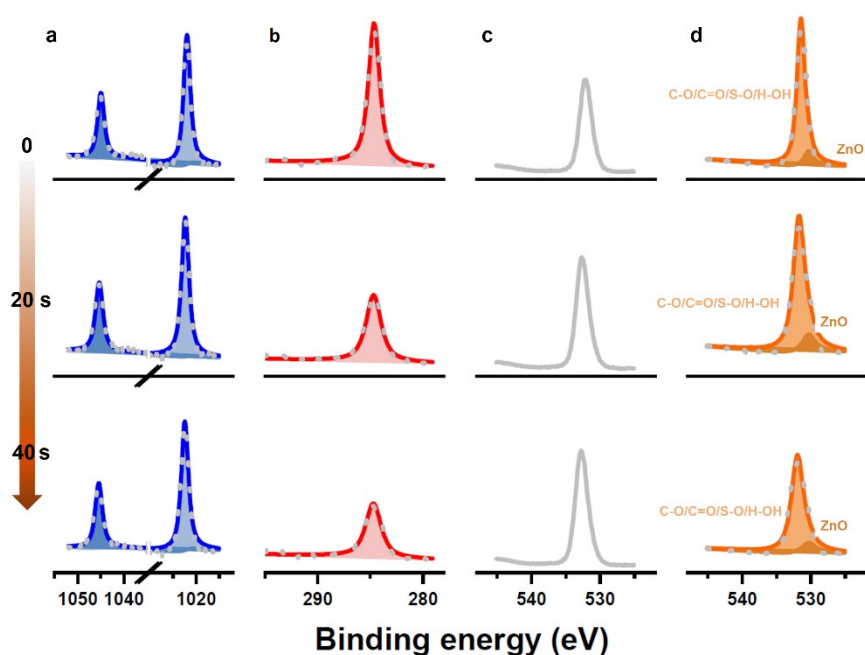 a
b
c
d
0
C-O/C=O/S-O/H-OH
ZnO
20 s
C-O/C=O/S-O/H-OH
ZnO
40 s
C-O/C=O/S-O/H-OH
ZnO
1050 1040 1020 290 280 540 530 540 530
Binding energy (eV)